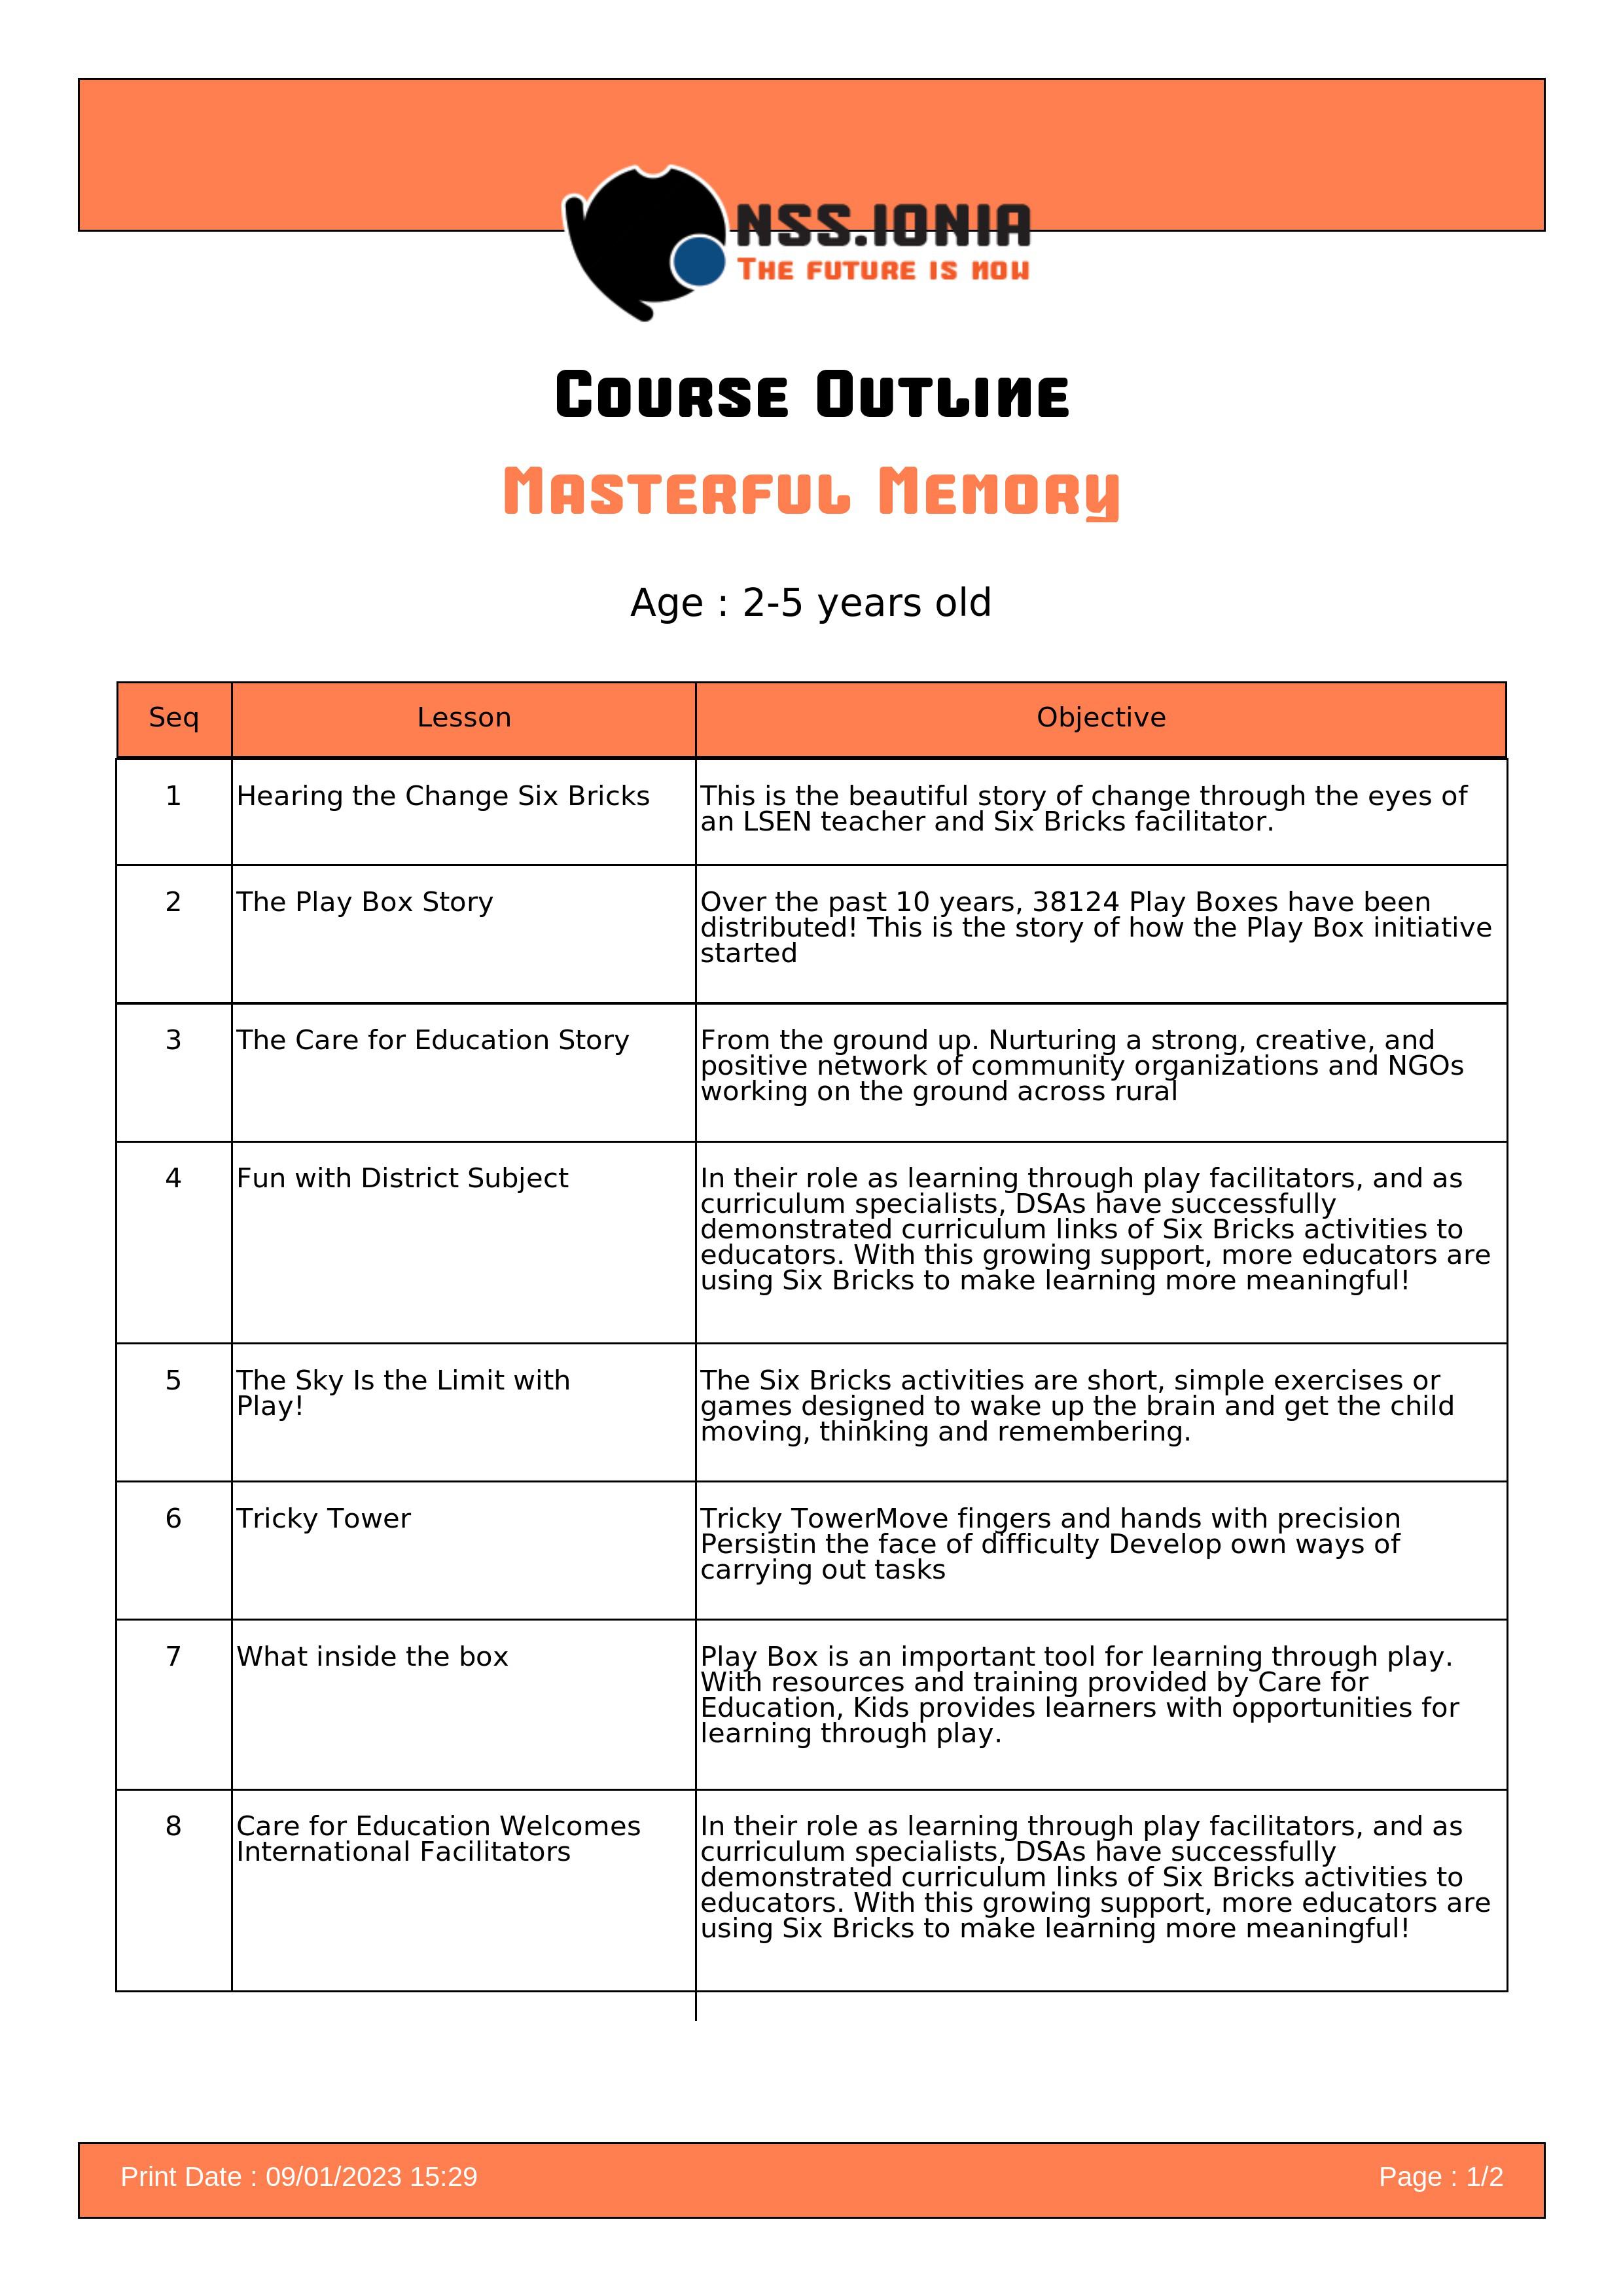 NSS.IONIA
The future is now
Course Outline
Masterful Memory
Age : 2-5 years old
Seq Lesson Objective
1 Hearing the Change Six Bricks This is the beautiful story of change through the eyes of
an LSEN teacher and Six Bricks facilitator.
2 The Play Box Story Over the past 10 years, 38124 Play Boxes have been
distributed! This is the story of how the Play Box initiative
started
3 The Care for Education Story From the ground up. Nurturing a strong, creative, and
positive network of community organizations and NGOs
working on the ground across rural
4 Fun with District Subject In their role as learning through play facilitators, and as
curriculum specialists, DSAs have successfully
demonstrated curriculum links of Six Bricks activities to
educators. With this growing support, more educators are
using Six Bricks to make learning more meaningful!
5 The Sky Is the Limit with The Six Bricks activities are short, simple exercises or
Play! games designed to wake up the brain and get the child
moving, thinking and remembering.
6 Tricky Tower Tricky TowerMove fingers and hands with precision
Persistin the face of difficulty Develop own ways of
carrying out tasks
7 What inside the box Play Box is an important tool for learning through play.
With resources and training provided by Care for
Education, Kids provides learners with opportunities for
learning through play.
8 Care for Education Welcomes In their role as learning through play facilitators, and as
International Facilitators curriculum specialists, DSAs have successfully
demonstrated curriculum links of Six Bricks activities to
educators. With this growing support, more educators are
using Six Bricks to make learning more meaningful!
Print Date : 09/01/2023 15:29 Page : 1/2